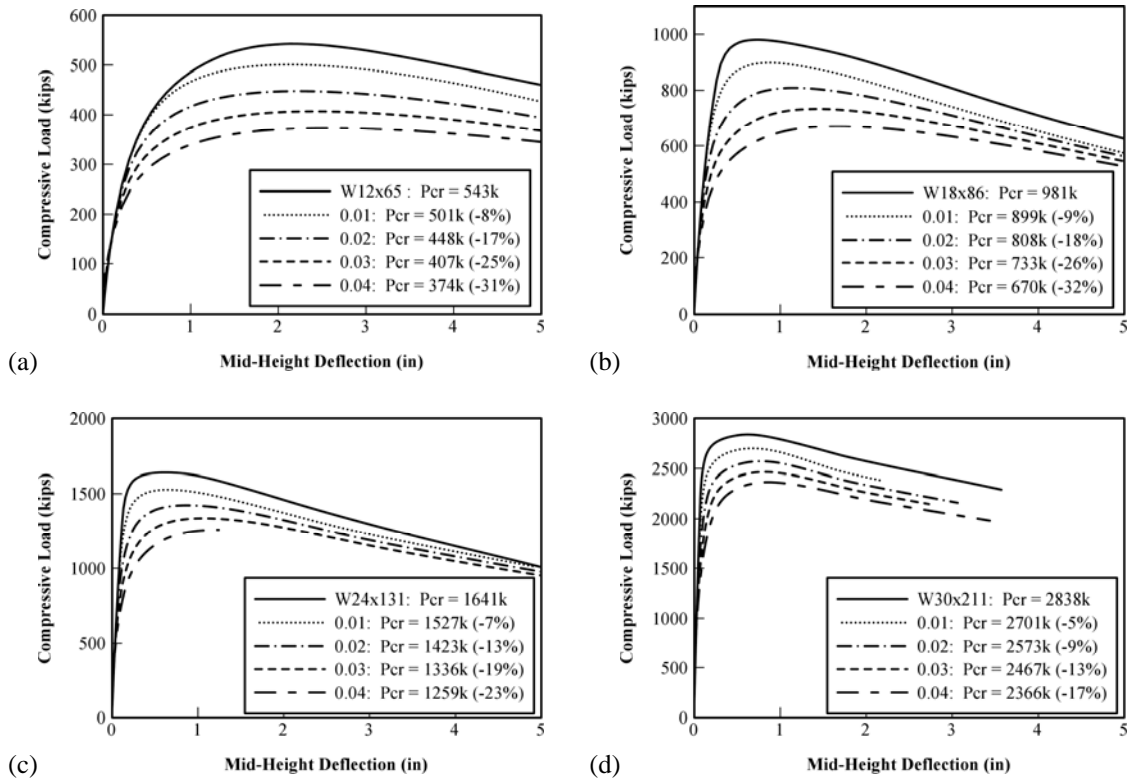 600
500
400
300
200
100
0
Compressive Load (kips)
W12x65 : Pcr = 543k
0.01: Pcr = 501k (-8%)
0.02: Pcr = 448k (-17%)
0.03: Pcr = 407k (-25%)
0.04: Pcr = 374k (-31%)
0 1 2 3 4 5
Mid-Height Deflection (in)
(a)
1000
800
600
400
200
0
Compressive Load (kips)
W18x86: Pcr = 981k
0.01: Pcr = 899k (-9%)
0.02: Pcr = 808k (-18%)
0.03: Pcr = 733k (-26%)
0.04: Pcr = 670k (-32%)
0 1 2 3 4 5
Mid-Height Deflection (in)
(b)
2000
1500
1000
500
0
Compressive Load (kips)
W24x131: Pcr = 1641k
0.01: Pcr = 1527k (-7%)
0.02: Pcr = 1423k (-13%)
0.03: Pcr = 1336k (-19%)
0.04: Pcr = 1259k (-23%)
0 1 2 3 4 5
Mid-Height Deflection (in)
(c)
3000
2500
2000
1500
1000
500
0
Compressive Load (kips)
W30x211: Pcr = 2838k
0.01: Pcr = 2701k (-5%)
0.02: Pcr = 2573k (-9%)
0.03: Pcr = 2467k (-13%)
0.04: Pcr = 2366k (-17%)
0 1 2 3 4 5
Mid-Height Deflection (in)
(d)